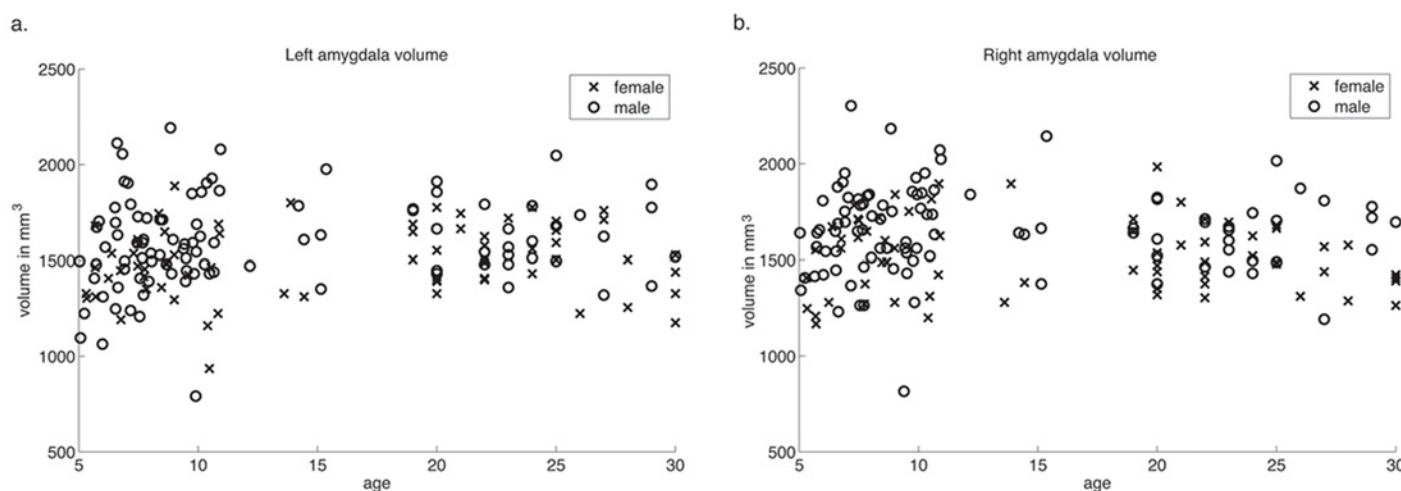 a.
Left amygdala volume
2500
2000
1500
1000
500
volume in mm³
5
10
15
20
25
30
age
× female
○ male
b.
Right amygdala volume
2500
2000
1500
1000
500
volume in mm³
5
10
15
20
25
30
age
× female
○ male